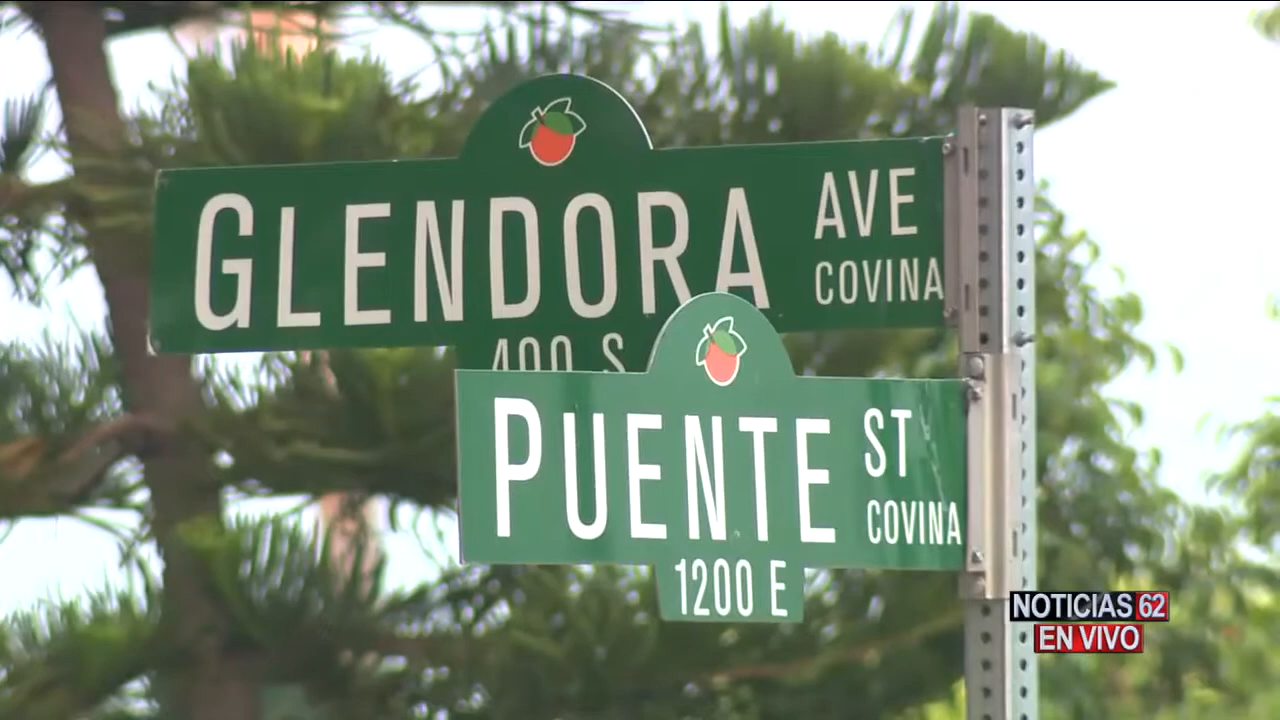 GLENDORA AVE
COVINA
400 S
PUENTE ST
COVINA
1200 E
NOTICIAS 62
EN VIVO